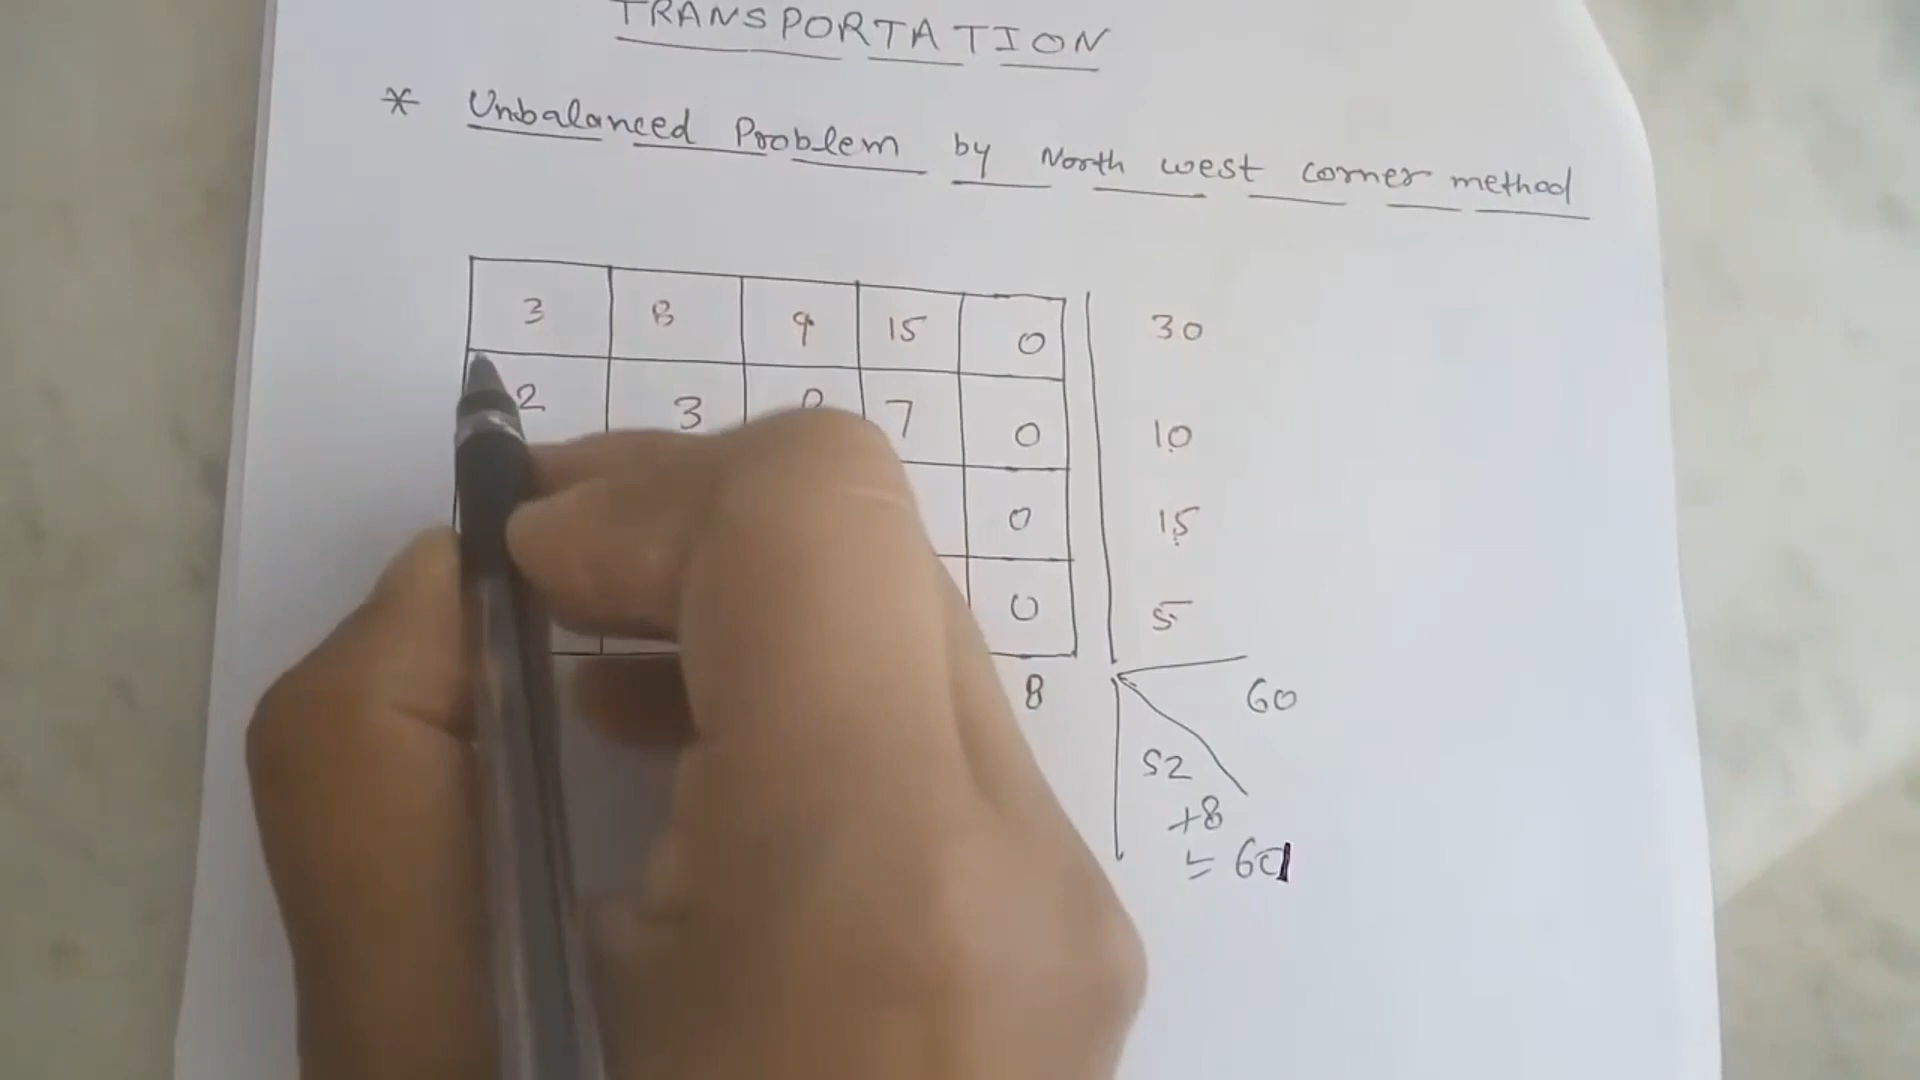 TRANSPORTATION
* Unbalanced Problem by North west corner method
3 8 9 15 0 30
2 3 7 0 10
0 15
0 5
8 60
52
+8
= 60